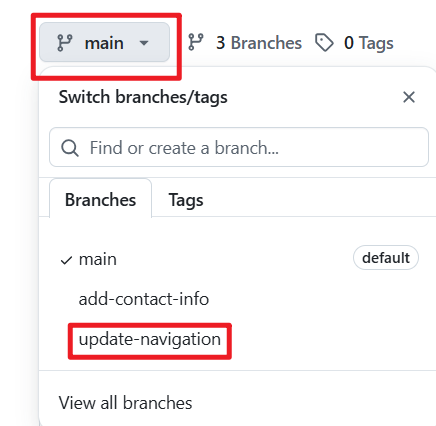 main 3 Branches 0 Tags
Switch branches/tags
Find or create a branch...
Branches Tags
main default
add-contact-info
update-navigation
View all branches